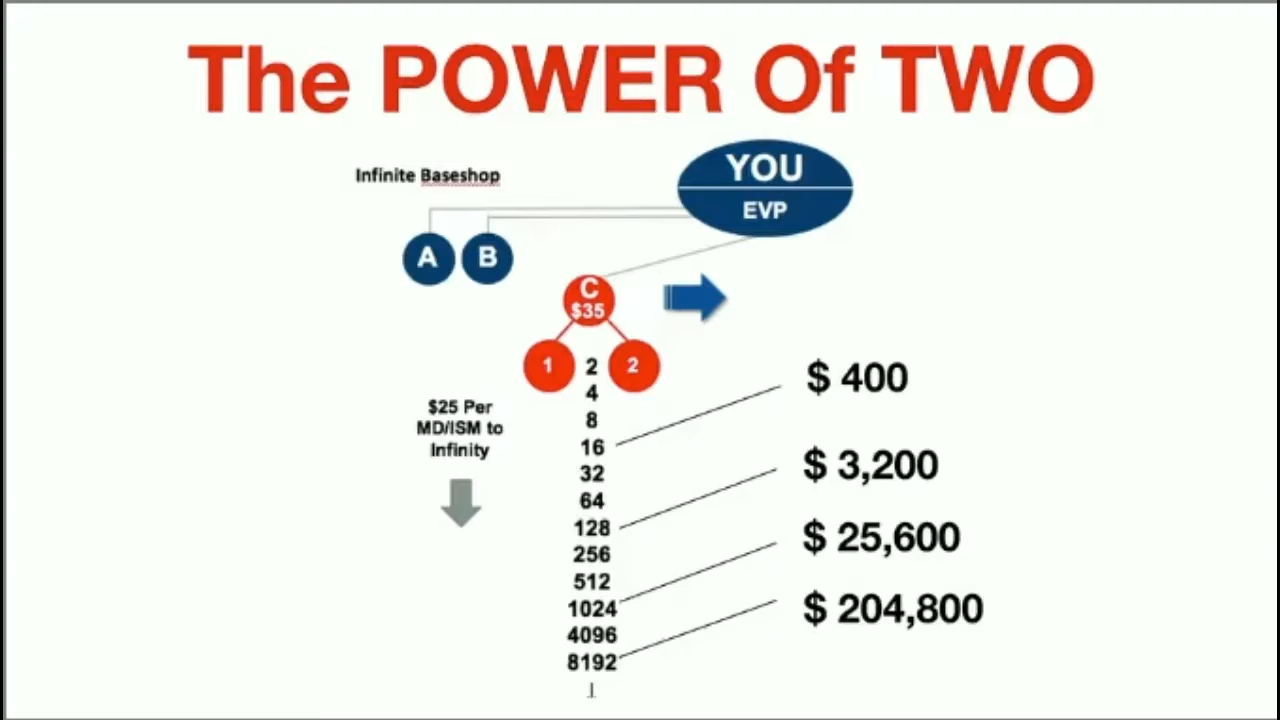 The POWER Of TWO
Infinite Baseshop
YOU
EVP
A
B
C
$35
1
2
2
4
8
16
32
64
128
256
512
1024
4096
8192
$25 Per
MD/ISM to
Infinity
$ 400
$ 3,200
$ 25,600
$ 204,800